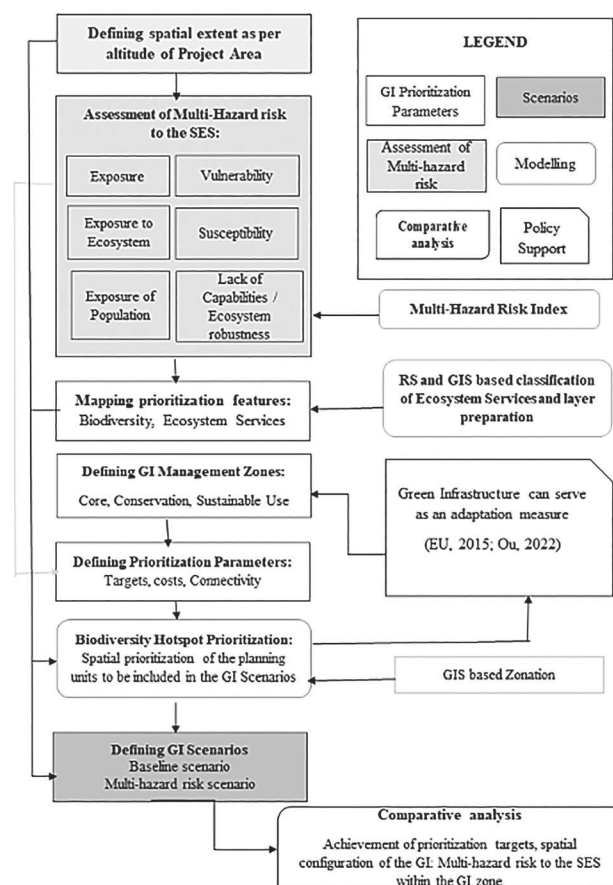 Defining spatial extent as per
altitude of Project Area
Assessment of Multi-Hazard risk
to the SES:
Exposure
Vulnerability
Exposure to
Ecosystem
Susceptibility
Exposure of
Population
Lack of
Capabilities /
Ecosystem
robustness
LEGEND
GI Prioritization
Parameters
Scenarios
Assessment of
Multi-hazard
risk
Modelling
Comparative
analysis
Policy
Support
Multi-Hazard Risk Index
Mapping prioritization features:
Biodiversity, Ecosystem Services
RS and GIS based classification
of Ecosystem Services and layer
preparation
Defining GI Management Zones:
Core, Conservation, Sustainable Use
Green Infrastructure can serve
as an adaptation measure
(EU, 2015; Ou, 2022)
Defining Prioritization Parameters:
Targets, costs, Connectivity
Biodiversity Hotspot Prioritization:
Spatial prioritization of the planning
units to be included in the GI Scenarios
GIS based Zonation
Defining GI Scenarios
Baseline scenario
Multi-hazard risk scenario
Comparative analysis
Achievement of prioritization targets, spatial
configuration of the GI: Multi-hazard risk to the SES
within the GI zone